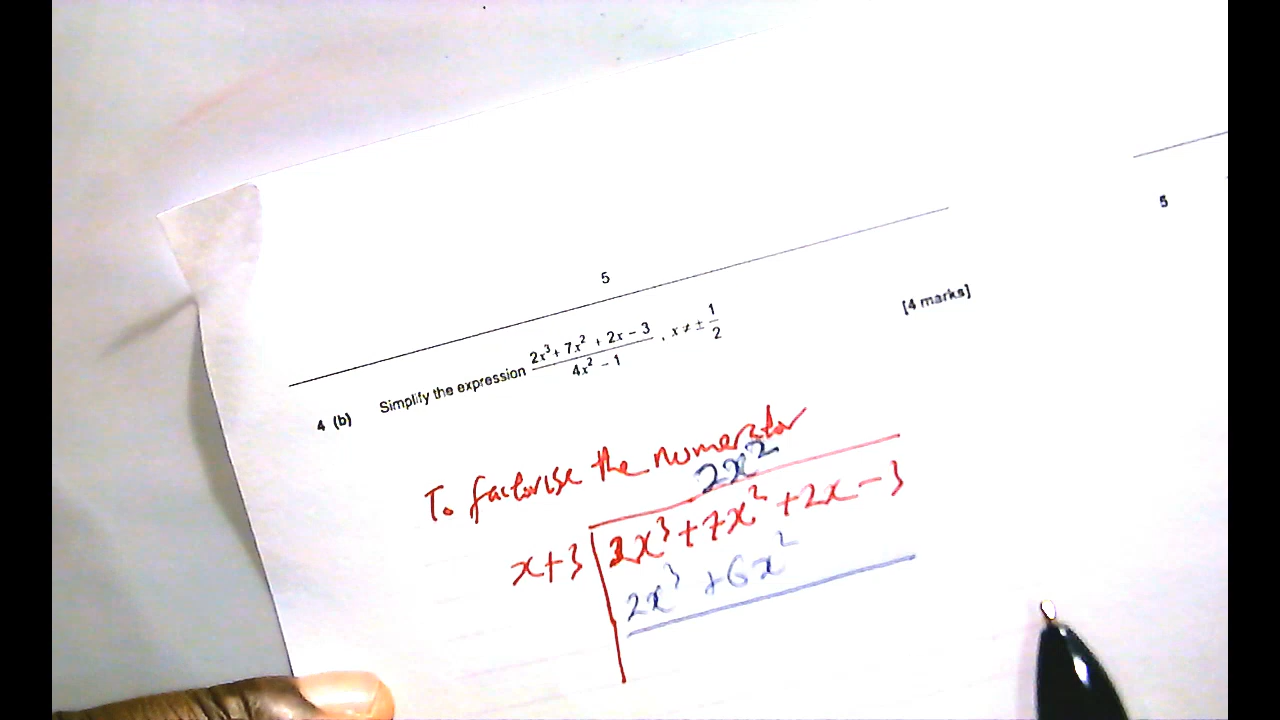 5
5
[4 marks]
4 (b) Simplify the expression (2x³ + 7x² + 2x − 3)/(4x² − 1) , x ≠ ± 1/2
To factorise the numerator
2x²
x+3 2x³+7x²+2x−3
2x³ +6x²